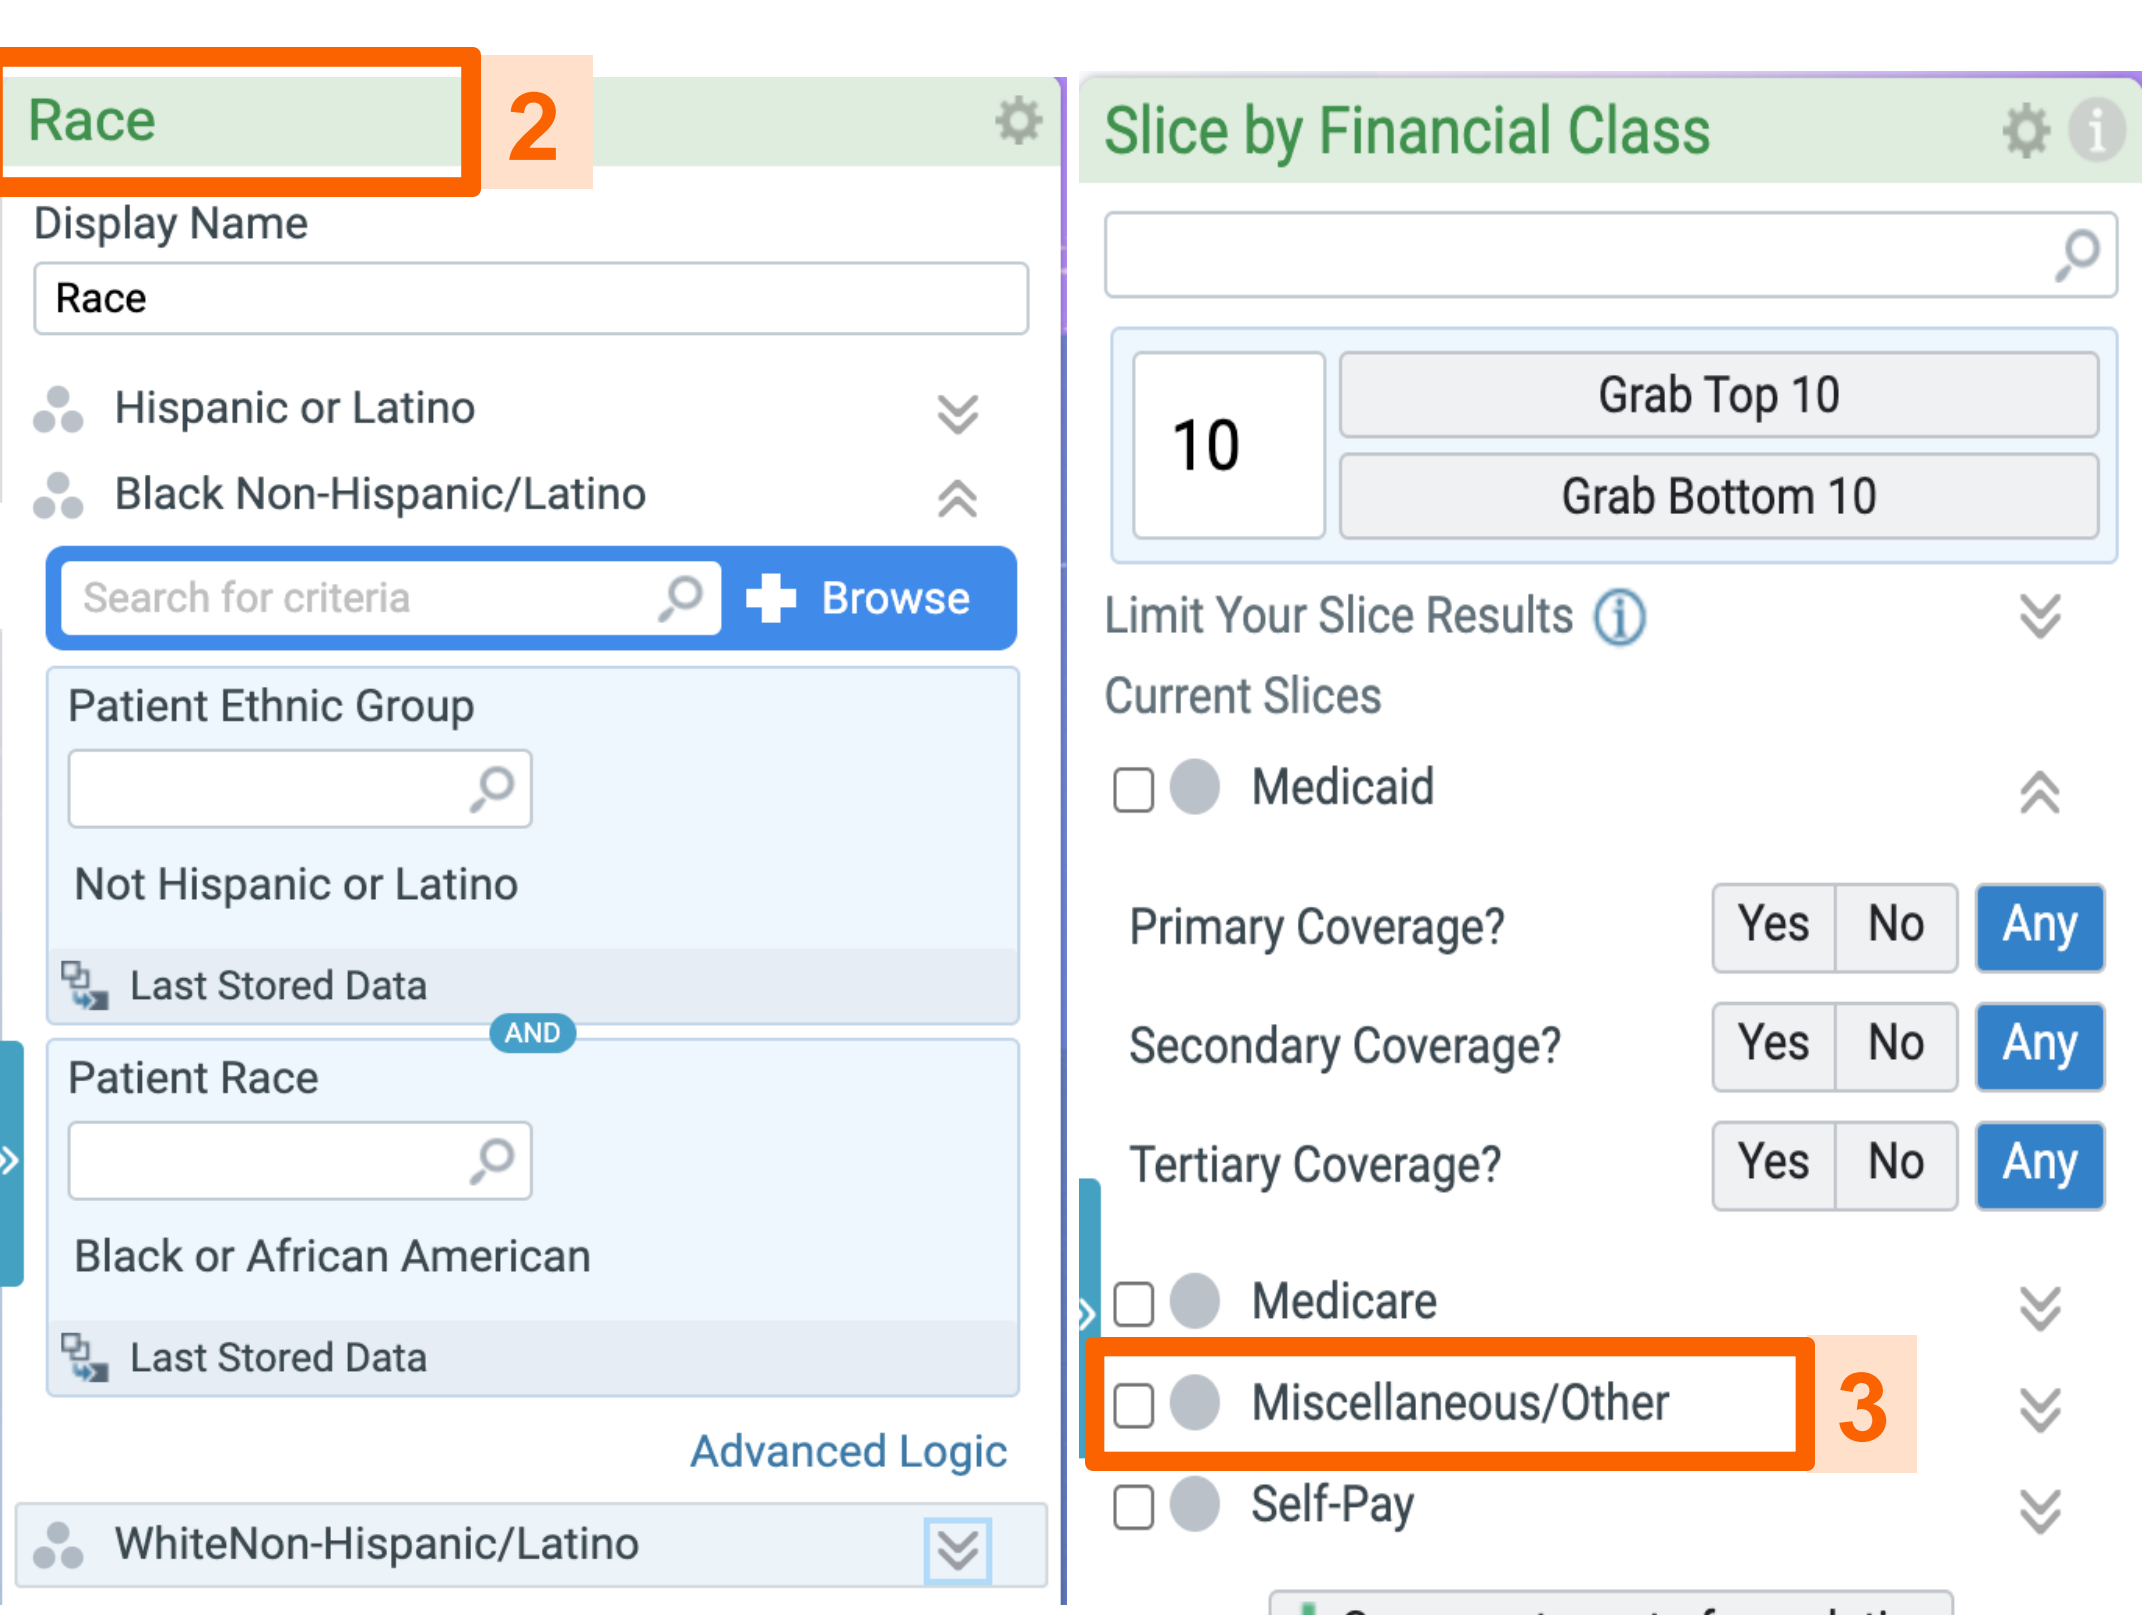 Race
2
Display Name
Race
Hispanic or Latino
Black Non-Hispanic/Latino
Search for criteria
Browse
Patient Ethnic Group
Not Hispanic or Latino
Last Stored Data
AND
Patient Race
Black or African American
Last Stored Data
Advanced Logic
WhiteNon-Hispanic/Latino
Slice by Financial Class
10
Grab Top 10
Grab Bottom 10
Limit Your Slice Results
Current Slices
Medicaid
Primary Coverage? Yes No Any
Secondary Coverage? Yes No Any
Tertiary Coverage? Yes No Any
Medicare
Miscellaneous/Other
3
Self-Pay